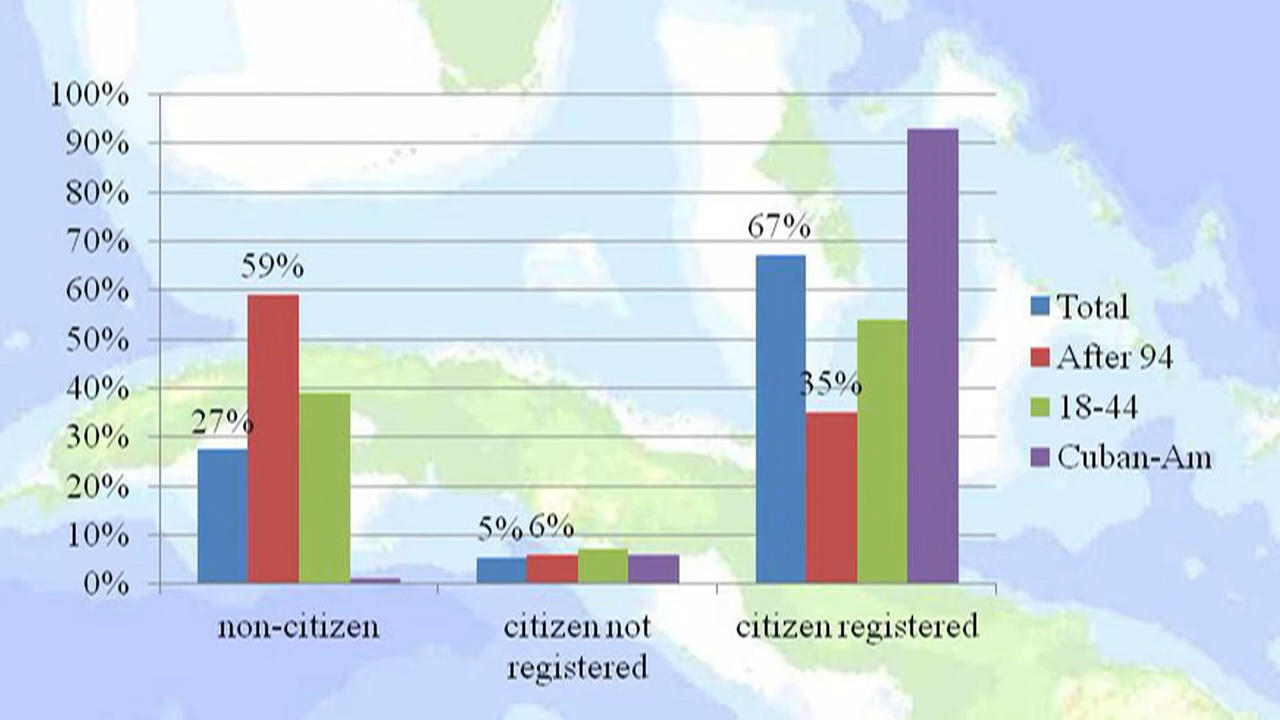 100%
90%
80%
70%
60%
50%
40%
30%
20%
10%
0%
27%
59%
5%
6%
67%
35%
non-citizen
citizen not
registered
citizen registered
Total
After 94
18-44
Cuban-Am